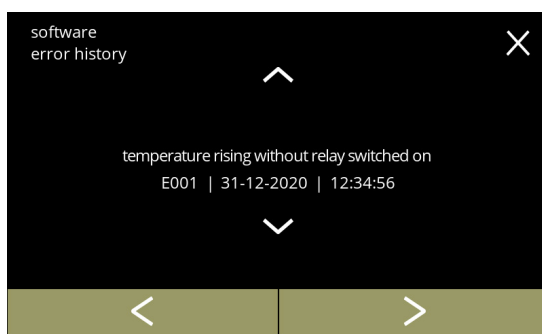 software
error history
temperature rising without relay switched on
E001 | 31-12-2020 | 12:34:56